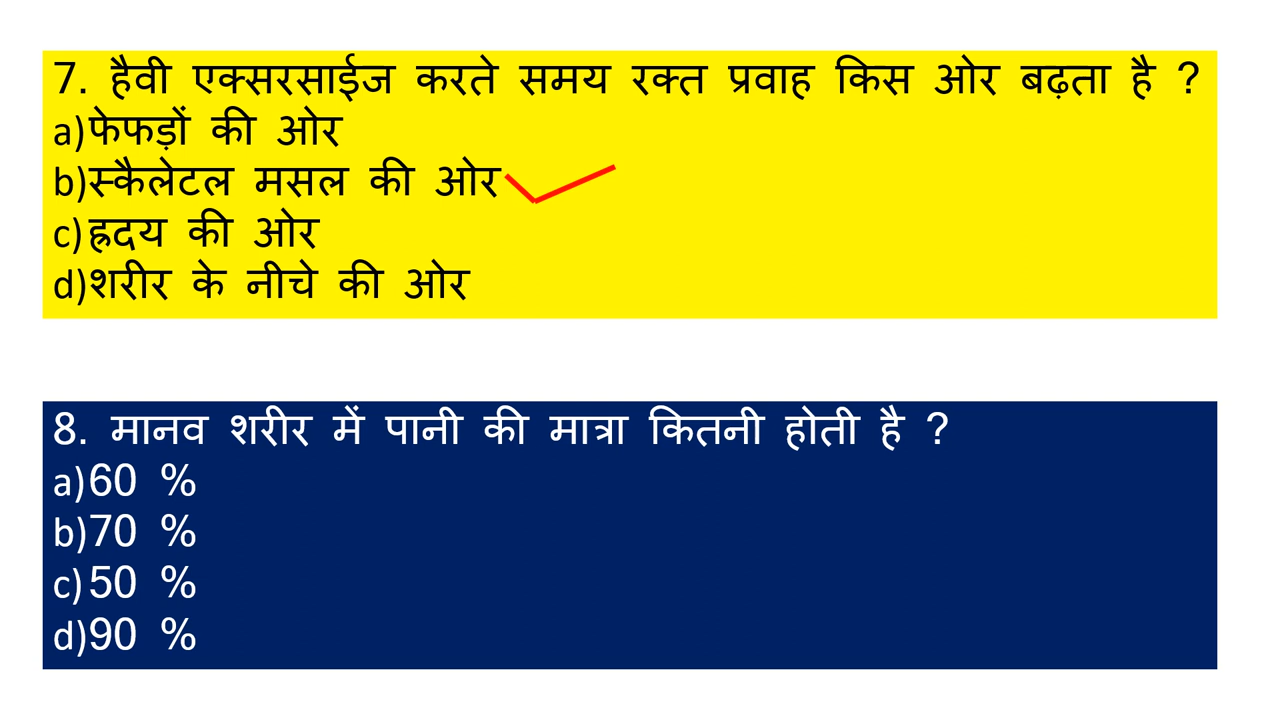 7. हैवी एक्सरसाईज करते समय रक्त प्रवाह किस ओर बढ़ता है ?
a)फेफड़ों की ओर
b)स्कैलेटल मसल की ओर
c)ह्रदय की ओर
d)शरीर के नीचे की ओर
8. मानव शरीर में पानी की मात्रा कितनी होती है ?
a)60 %
b)70 %
c)50 %
d)90 %